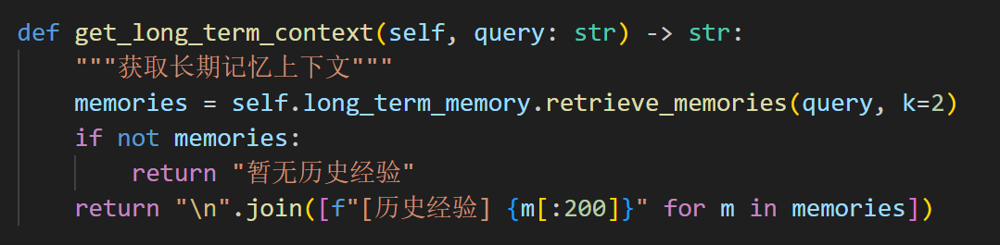 def get_long_term_context(self, query: str) -> str:
    """获取长期记忆上下文"""
    memories = self.long_term_memory.retrieve_memories(query, k=2)
    if not memories:
        return "暂无历史经验"
    return "\n".join([f"[历史经验] {m[:200]}" for m in memories])